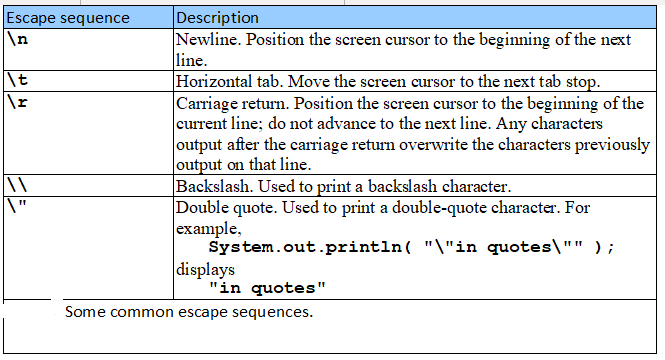 Escape sequence Description
\n Newline. Position the screen cursor to the beginning of the next
line.
\t Horizontal tab. Move the screen cursor to the next tab stop.
\r Carriage return. Position the screen cursor to the beginning of the
current line; do not advance to the next line. Any characters
output after the carriage return overwrite the characters previously
output on that line.
\\ Backslash. Used to print a backslash character.
\" Double quote. Used to print a double-quote character. For
example,
System.out.println( "\"in quotes\"" );
displays
"in quotes"
Some common escape sequences.